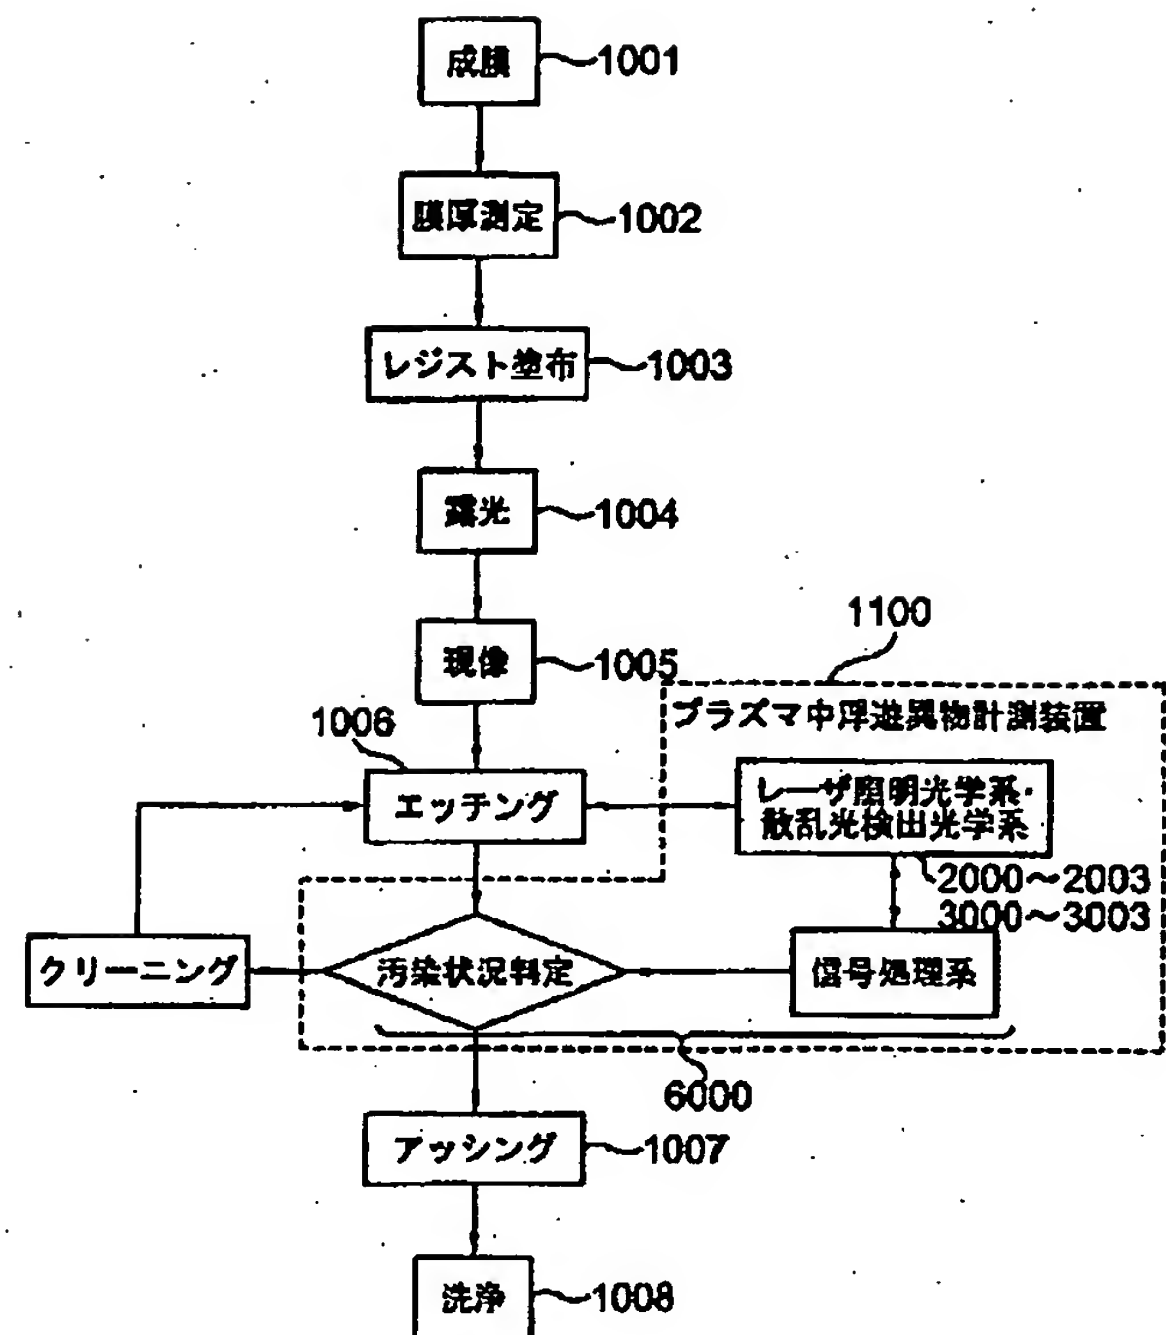 成膜 1001
膜厚測定 1002
レジスト塗布 1003
露光 1004
現像 1005
1100
プラズマ中浮遊異物計測装置
1006
エッチング
レーザ照明光学系・
散乱光検出光学系
2000～2003
3000～3003
クリーニング
汚染状況判定
信号処理系
6000
アッシング 1007
洗浄 1008